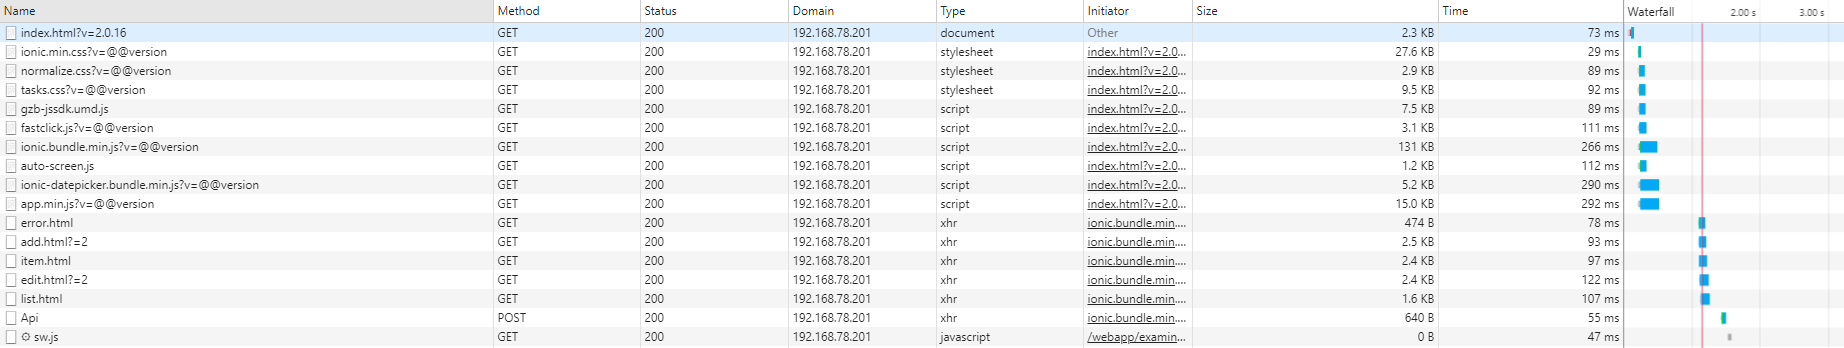 Name Method Status Domain Type Initiator Size Time Waterfall 2.00 s 3.00 s
index.html?v=2.0.16 GET 200 192.168.78.201 document Other 2.3 KB 73 ms
ionic.min.css?v=@@version GET 200 192.168.78.201 stylesheet index.html?v=2.0... 27.6 KB 29 ms
normalize.css?v=@@version GET 200 192.168.78.201 stylesheet index.html?v=2.0... 2.9 KB 89 ms
tasks.css?v=@@version GET 200 192.168.78.201 stylesheet index.html?v=2.0... 9.5 KB 92 ms
gzb-jssdk.umd.js GET 200 192.168.78.201 script index.html?v=2.0... 7.5 KB 89 ms
fastclick.js?v=@@version GET 200 192.168.78.201 script index.html?v=2.0... 3.1 KB 111 ms
ionic.bundle.min.js?v=@@version GET 200 192.168.78.201 script index.html?v=2.0... 131 KB 266 ms
auto-screen.js GET 200 192.168.78.201 script index.html?v=2.0... 1.2 KB 112 ms
ionic-datepicker.bundle.min.js?v=@@version GET 200 192.168.78.201 script index.html?v=2.0... 5.2 KB 290 ms
app.min.js?v=@@version GET 200 192.168.78.201 script index.html?v=2.0... 15.0 KB 292 ms
error.html GET 200 192.168.78.201 xhr ionic.bundle.min.... 474 B 78 ms
add.html?=2 GET 200 192.168.78.201 xhr ionic.bundle.min.... 2.5 KB 93 ms
item.html GET 200 192.168.78.201 xhr ionic.bundle.min.... 2.4 KB 97 ms
edit.html?=2 GET 200 192.168.78.201 xhr ionic.bundle.min.... 2.4 KB 122 ms
list.html GET 200 192.168.78.201 xhr ionic.bundle.min.... 1.6 KB 107 ms
Api POST 200 192.168.78.201 xhr ionic.bundle.min.... 640 B 55 ms
sw.js GET 200 192.168.78.201 javascript /webapp/examin... 0 B 47 ms